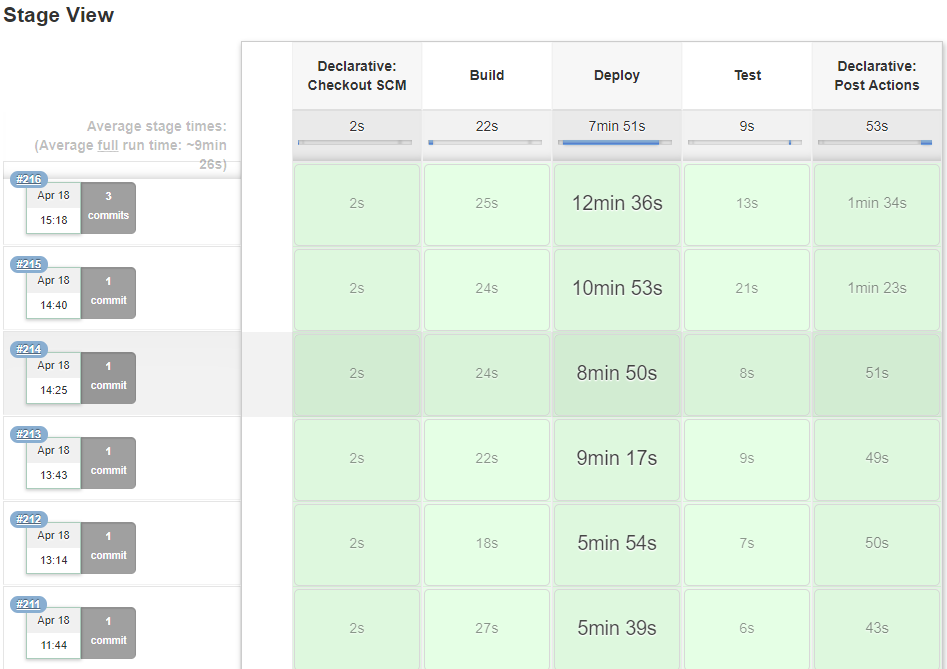 Stage View
Declarative: Checkout SCM
Build
Deploy
Test
Declarative: Post Actions
Average stage times:
(Average full run time: ~9min
26s)
2s
22s
7min 51s
9s
53s
#216
Apr 18
15:18
3
commits
2s
25s
12min 36s
13s
1min 34s
#215
Apr 18
14:40
1
commit
2s
24s
10min 53s
21s
1min 23s
#214
Apr 18
14:25
1
commit
2s
24s
8min 50s
8s
51s
#213
Apr 18
13:43
1
commit
2s
22s
9min 17s
9s
49s
#212
Apr 18
13:14
1
commit
2s
18s
5min 54s
7s
50s
#211
Apr 18
11:44
1
commit
2s
27s
5min 39s
6s
43s